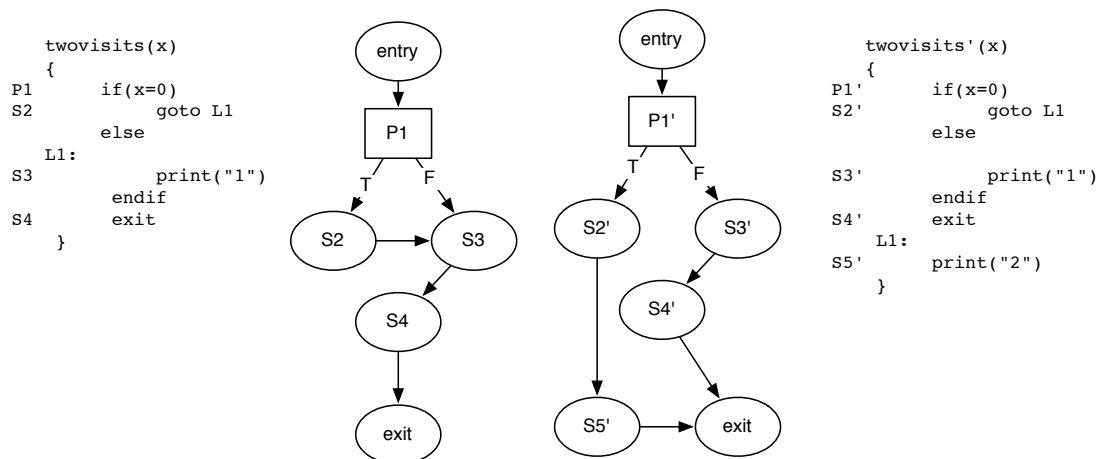 twovisits(x)
{
P1 if(x=0)
S2 goto L1
else
L1:
S3 print("1")
endif
S4 exit
}
entry
P1
T F
S2 S3
S4
exit
entry
P1'
T F
S2' S3'
S4'
S5' exit
twovisits'(x)
{
P1' if(x=0)
S2' goto L1
else
S3' print("1")
endif
S4' exit
L1:
S5' print("2")
}